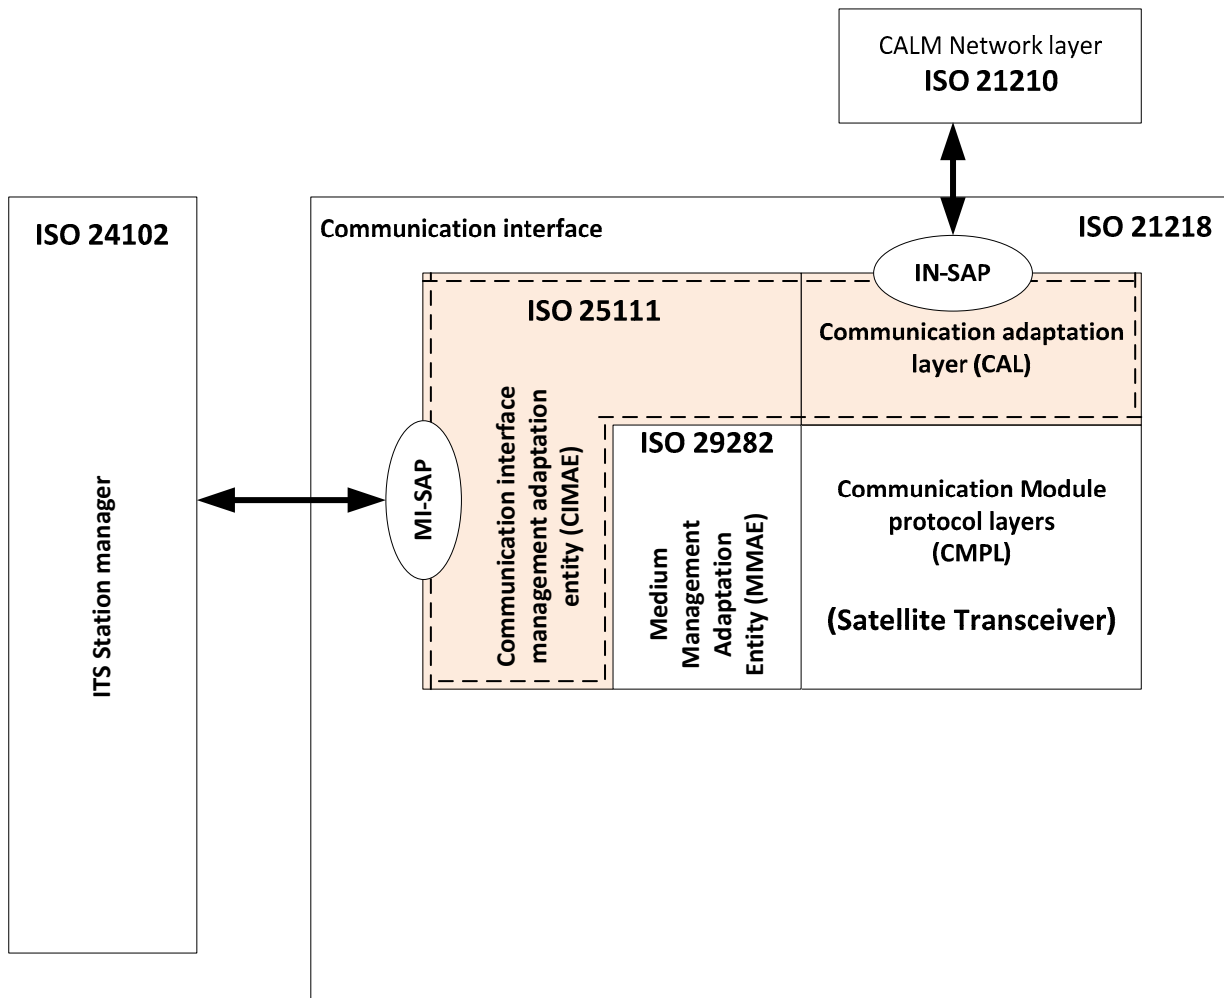 CALM Network layer
ISO 21210
ISO 24102
Communication interface
ISO 21218
IN-SAP
ISO 25111
Communication adaptation
layer (CAL)
Communication interface
management adaptation
entity (CIMAE)
MI-SAP
ISO 29282
Medium
Management
Adaptation
Entity (MMAE)
Communication Module
protocol layers
(CMPL)
(Satellite Transceiver)
ITS Station manager